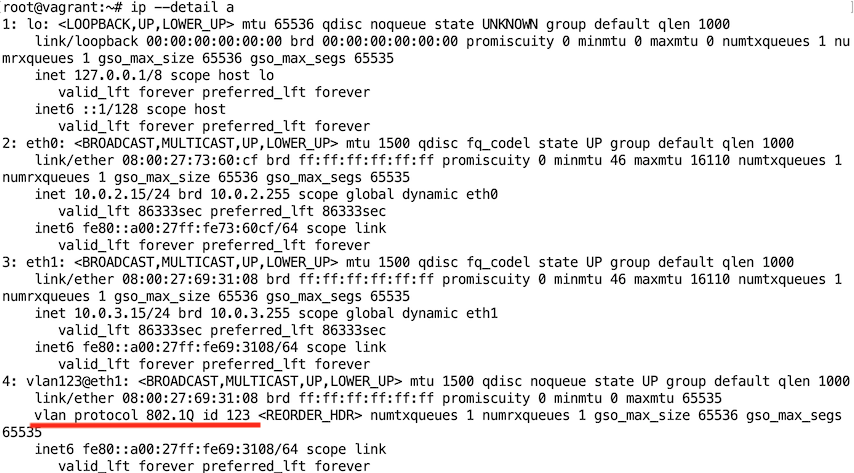 root@vagrant:~# ip --detail a
1: lo: <LOOPBACK,UP,LOWER_UP> mtu 65536 qdisc noqueue state UNKNOWN group default qlen 1000
    link/loopback 00:00:00:00:00:00 brd 00:00:00:00:00:00 promiscuity 0 minmtu 0 maxmtu 0 numtxqueues 1 nu
mrxqueues 1 gso_max_size 65536 gso_max_segs 65535
    inet 127.0.0.1/8 scope host lo
       valid_lft forever preferred_lft forever
    inet6 ::1/128 scope host
       valid_lft forever preferred_lft forever
2: eth0: <BROADCAST,MULTICAST,UP,LOWER_UP> mtu 1500 qdisc fq_codel state UP group default qlen 1000
    link/ether 08:00:27:73:60:cf brd ff:ff:ff:ff:ff:ff promiscuity 0 minmtu 46 maxmtu 16110 numtxqueues 1
numrxqueues 1 gso_max_size 65536 gso_max_segs 65535
    inet 10.0.2.15/24 brd 10.0.2.255 scope global dynamic eth0
       valid_lft 86333sec preferred_lft 86333sec
    inet6 fe80::a00:27ff:fe73:60cf/64 scope link
       valid_lft forever preferred_lft forever
3: eth1: <BROADCAST,MULTICAST,UP,LOWER_UP> mtu 1500 qdisc fq_codel state UP group default qlen 1000
    link/ether 08:00:27:69:31:08 brd ff:ff:ff:ff:ff:ff promiscuity 0 minmtu 46 maxmtu 16110 numtxqueues 1
numrxqueues 1 gso_max_size 65536 gso_max_segs 65535
    inet 10.0.3.15/24 brd 10.0.3.255 scope global dynamic eth1
       valid_lft 86333sec preferred_lft 86333sec
    inet6 fe80::a00:27ff:fe69:3108/64 scope link
       valid_lft forever preferred_lft forever
4: vlan123@eth1: <BROADCAST,MULTICAST,UP,LOWER_UP> mtu 1500 qdisc noqueue state UP group default qlen 1000
    link/ether 08:00:27:69:31:08 brd ff:ff:ff:ff:ff:ff promiscuity 0 minmtu 0 maxmtu 65535
    vlan protocol 802.1Q id 123 <REORDER_HDR> numtxqueues 1 numrxqueues 1 gso_max_size 65536 gso_max_segs
65535
    inet6 fe80::a00:27ff:fe69:3108/64 scope link
       valid_lft forever preferred_lft forever